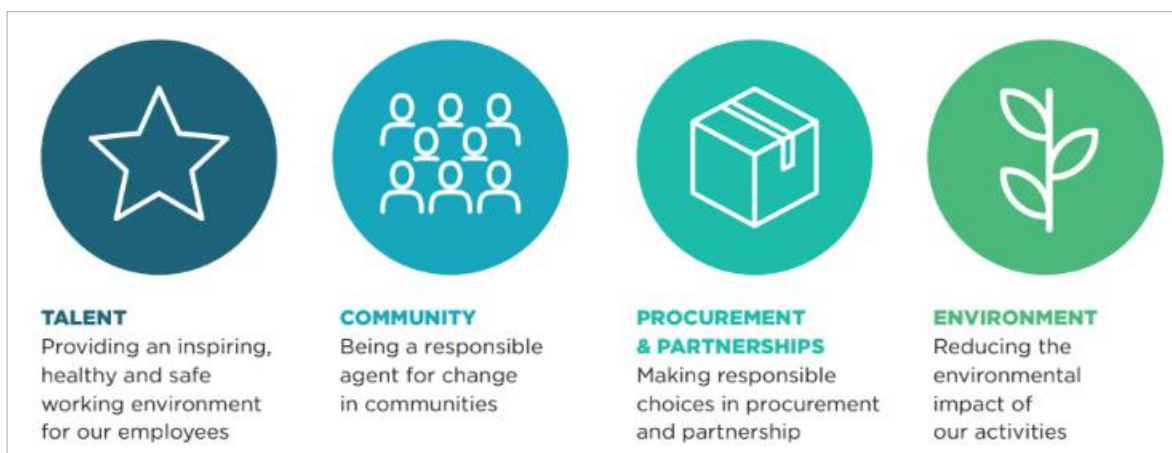 TALENT
Providing an inspiring,
healthy and safe
working environment
for our employees
COMMUNITY
Being a responsible
agent for change
in communities
PROCUREMENT
& PARTNERSHIPS
Making responsible
choices in procurement
and partnership
ENVIRONMENT
Reducing the
environmental
impact of
our activities